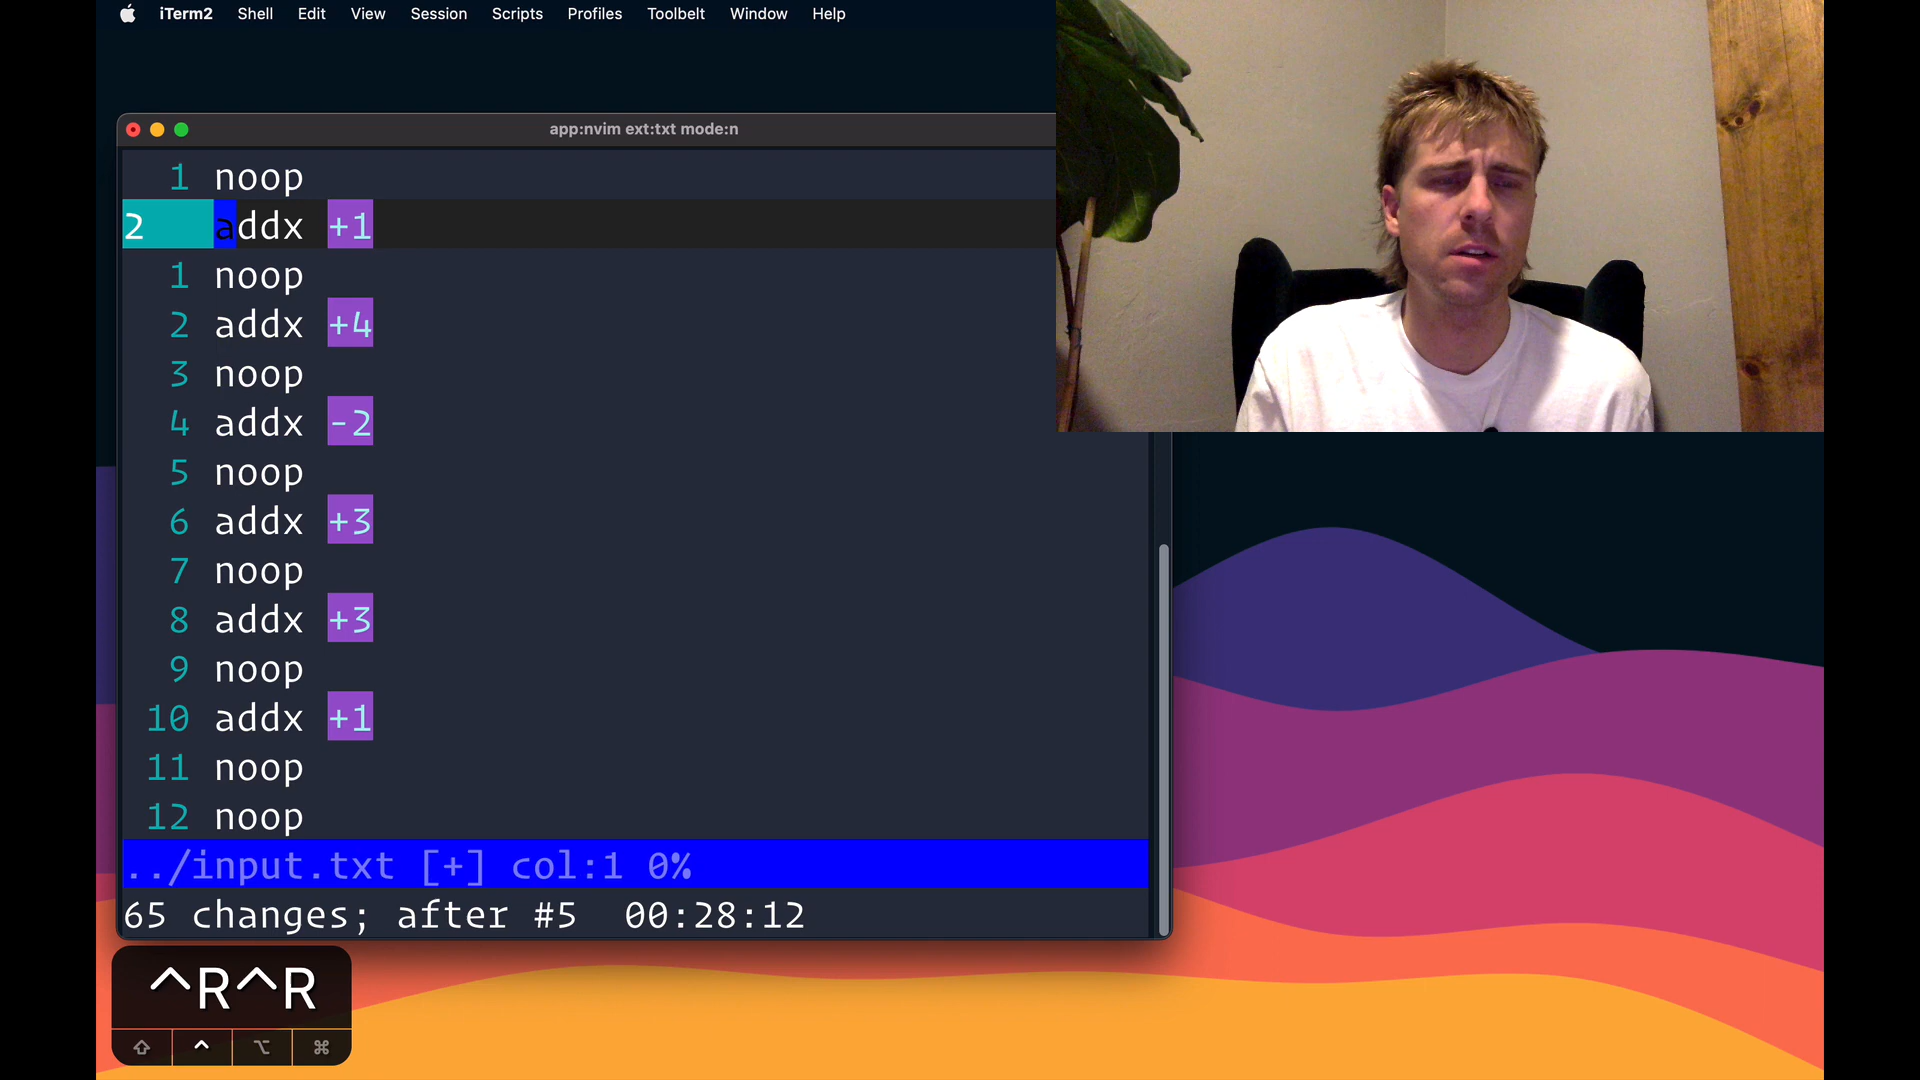 iTerm2 Shell Edit View Session Scripts Profiles Toolbelt Window Help
app:nvim ext:txt mode:n
1 noop
2 addx +1
1 noop
2 addx +4
3 noop
4 addx -2
5 noop
6 addx +3
7 noop
8 addx +3
9 noop
10 addx +1
11 noop
12 noop
../input.txt [+] col:1 0%
65 changes; after #5 00:28:12
^R^R